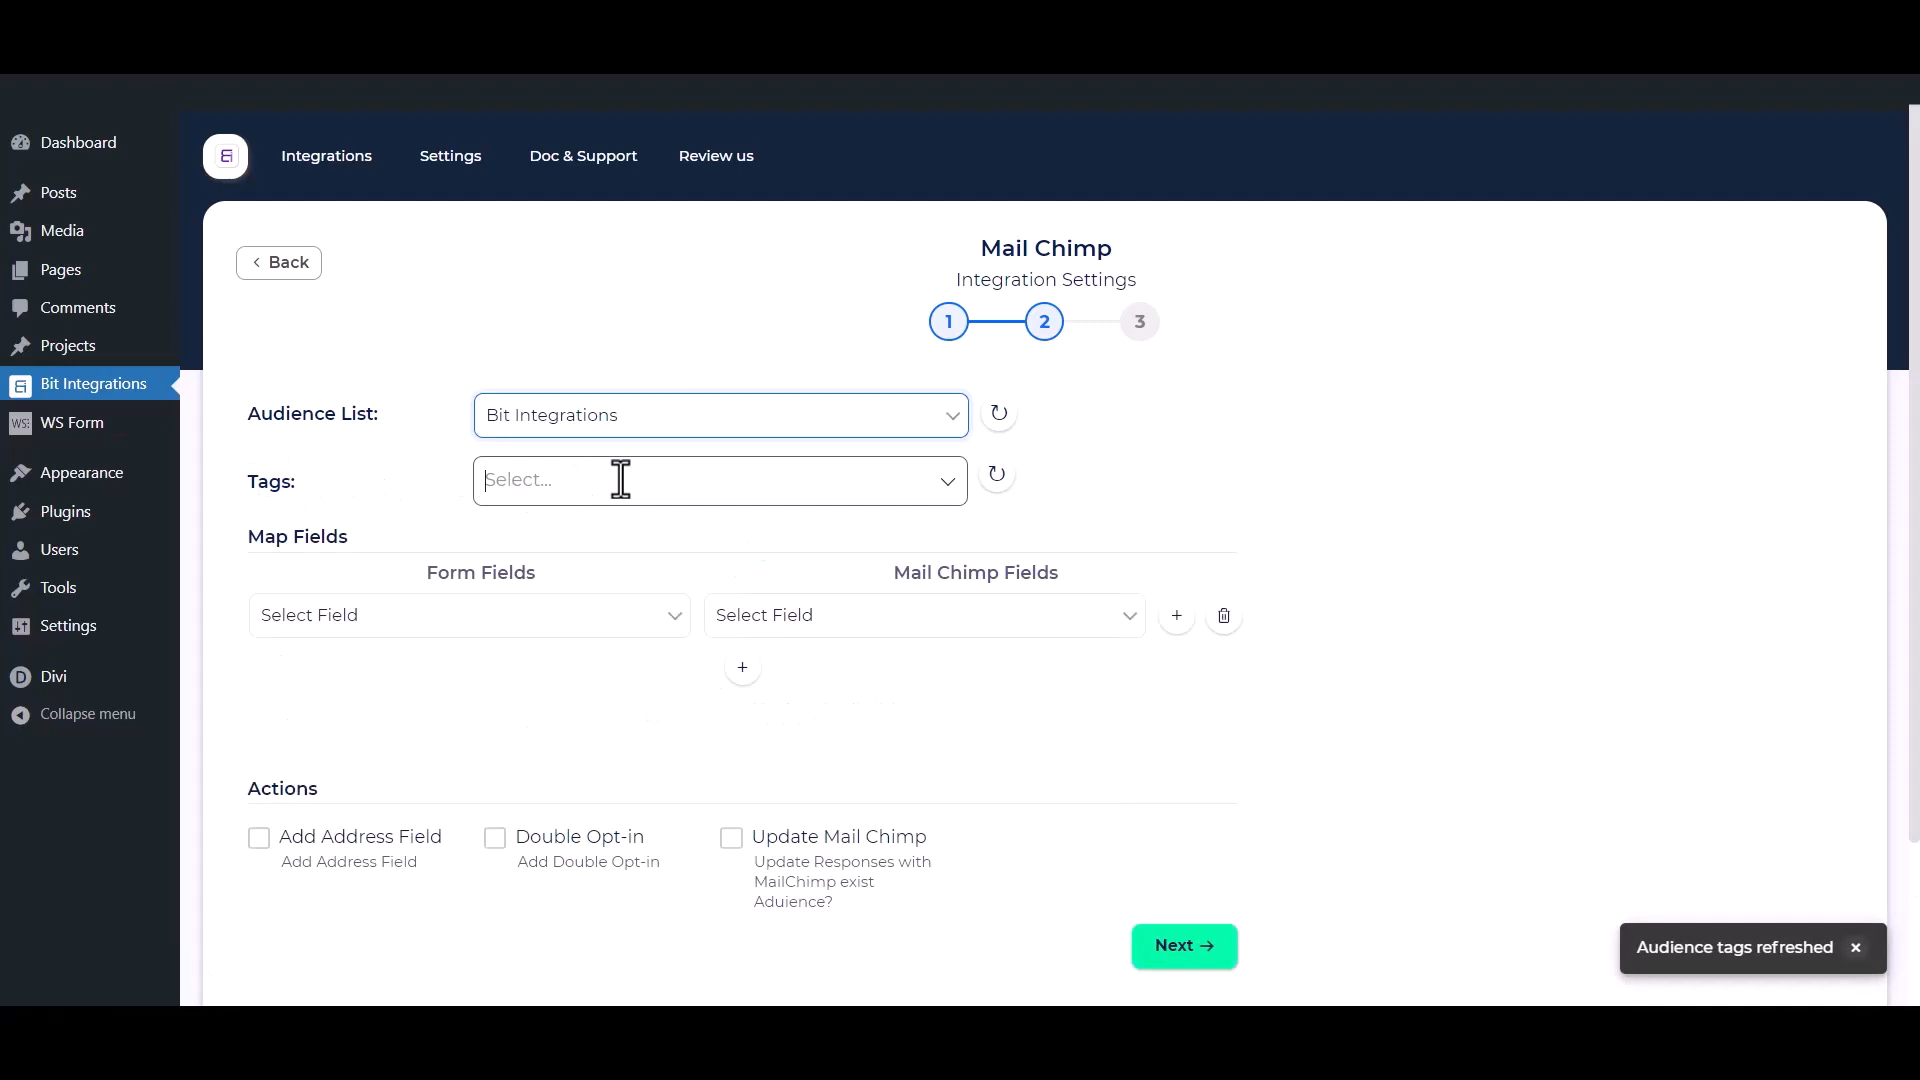 Dashboard
Posts
Media
Pages
Comments
Projects
Bit Integrations
WS Form
Appearance
Plugins
Users
Tools
Settings
Divi
Collapse menu
Integrations Settings Doc & Support Review us
Back
Mail Chimp
Integration Settings
1 2 3
Audience List: Bit Integrations
Tags: Select...
Map Fields
Form Fields Mail Chimp Fields
Select Field Select Field +
+
Actions
Add Address Field
Add Address Field
Double Opt-in
Add Double Opt-in
Update Mail Chimp
Update Responses with
MailChimp exist
Aduience?
Next →
Audience tags refreshed ×